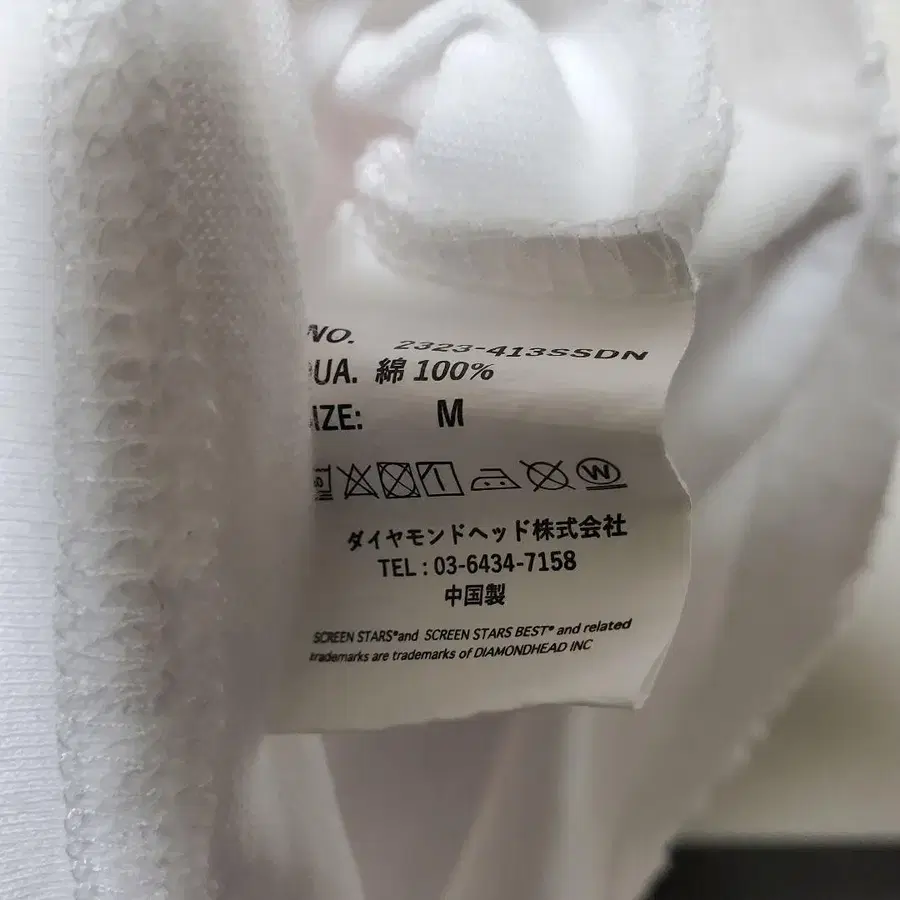 NO. 2323-413SSDN
QUA. 綿 100%
SIZE: M
W
ダイヤモンドヘッド株式会社
TEL : 03-6434-7158
中国製
SCREEN STARS® and SCREEN STARS BEST® and related
trademarks are trademarks of DIAMONDHEAD INC